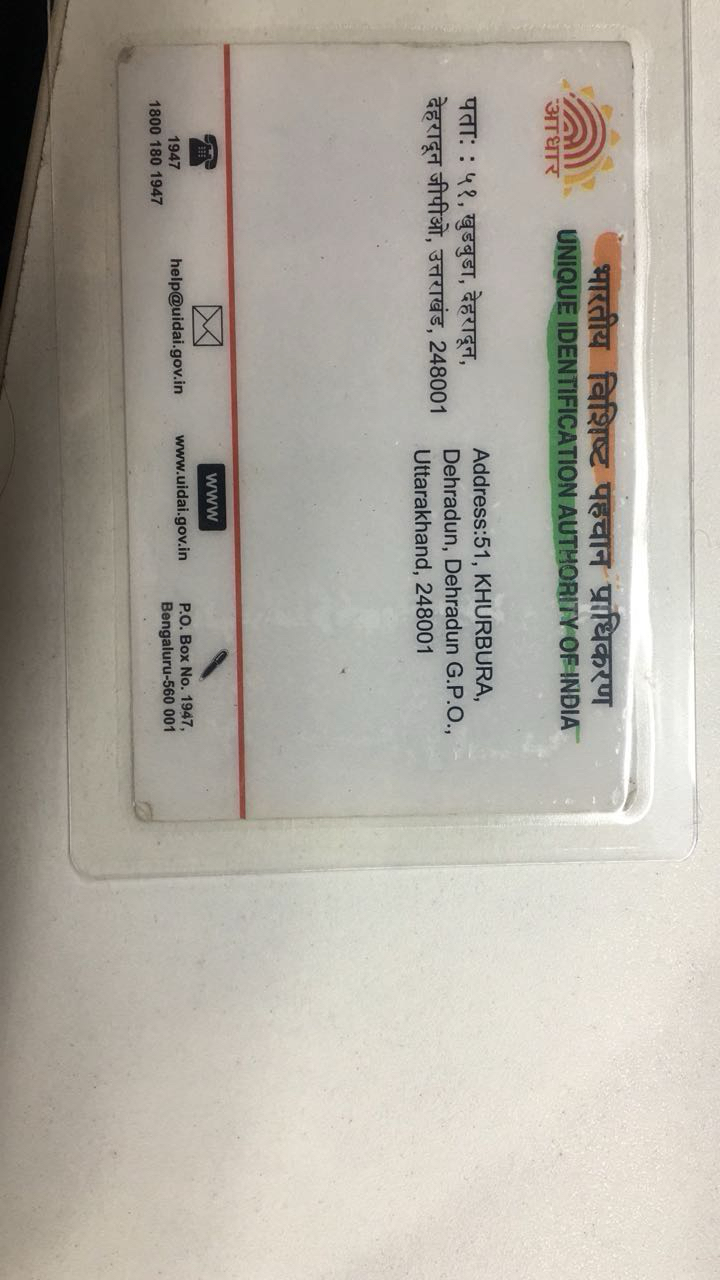 आधार
भारतीय विशिष्ट पहचान प्राधिकरण
UNIQUE IDENTIFICATION AUTHORITY OF INDIA
पता: : ५१, खुडबुडा, देहरादून,
देहरादून जीपीओ, उत्तराखंड, 248001
Address:51, KHURBURA,
Dehradun, Dehradun G.P.O.,
Uttarakhand, 248001
1947
1800 180 1947
help@uidai.gov.in
www
www.uidai.gov.in
P.O. Box No. 1947,
Bengaluru-560 001